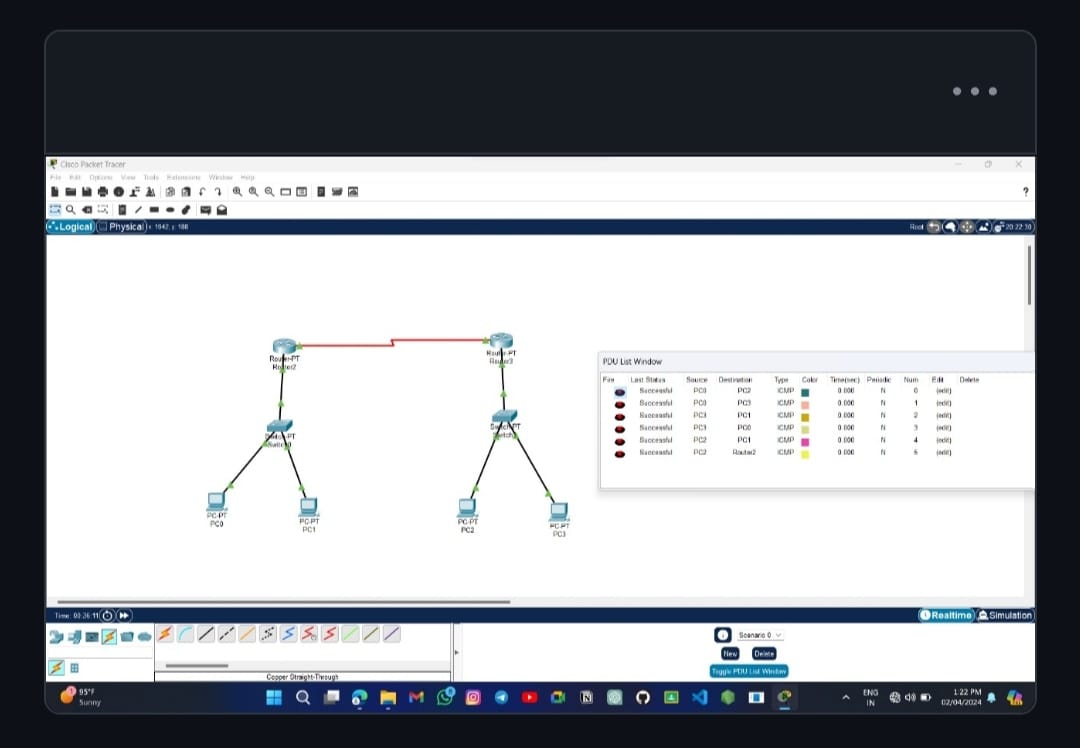 Cisco Packet Tracer
File Edit Options View Tools Extensions Window Help
?
Logical Physical x: 1042, y: 188
Root 20:22:30
Router-PT
Router2
Router-PT
Router3
Switch-PT
Switch0
Switch-PT
PC-PT
PC0
PC-PT
PC1
PC-PT
PC2
PC-PT
PC3
PDU List Window
Fire Last Status Source Destination Type Color Time(sec) Periodic Num Edit Delete
Successful PC0 PC2 ICMP 0.000 N 0 (edit)
Successful PC0 PC3 ICMP 0.000 N 1 (edit)
Successful PC3 PC1 ICMP 0.000 N 2 (edit)
Successful PC3 PC0 ICMP 0.000 N 3 (edit)
Successful PC2 PC1 ICMP 0.000 N 4 (edit)
Successful PC2 Router2 ICMP 0.000 N (edit)
Time: 00:26:11
Realtime Simulation
Scenario 0
New Delete
Toggle PDU List Window
Copper Straight-Through
95°F
Sunny
ENG
IN
1:22 PM
02/04/2024